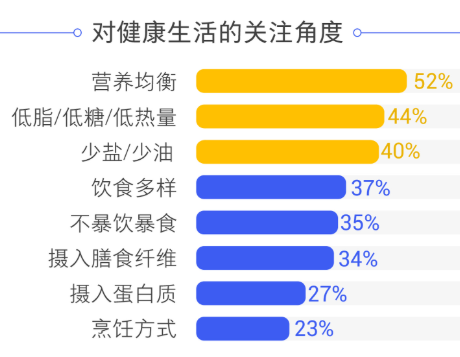 对健康生活的关注角度
营养均衡 52%
低脂/低糖/低热量 44%
少盐/少油 40%
饮食多样 37%
不暴饮暴食 35%
摄入膳食纤维 34%
摄入蛋白质 27%
烹饪方式 23%